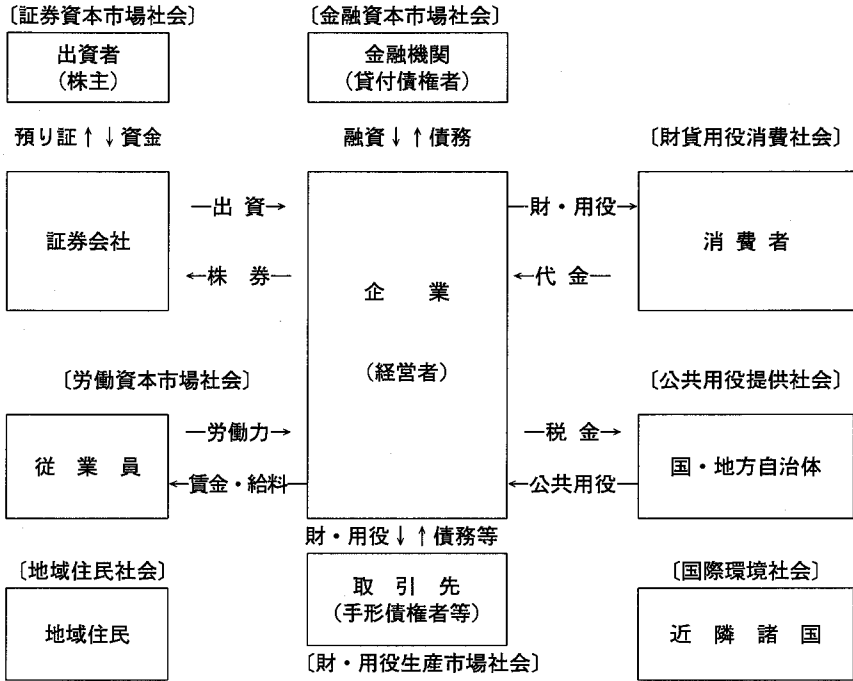 〔証券資本市場社会〕
出資者
(株主)
預り証↑↓資金
証券会社
〔金融資本市場社会〕
金融機関
(貸付債権者)
融資↓↑債務
─出 資→
←株 券─
企 業
(経営者)
─財・用役→
←代 金─
〔財貨用役消費社会〕
消 費 者
〔労働資本市場社会〕
従 業 員
─労働力→
←賃金・給料─
─税 金→
←公共用役─
〔公共用役提供社会〕
国・地方自治体
財・用役↓↑債務等
取 引 先
(手形債権者等)
〔財・用役生産市場社会〕
〔地域住民社会〕
地域住民
〔国際環境社会〕
近 隣 諸 国